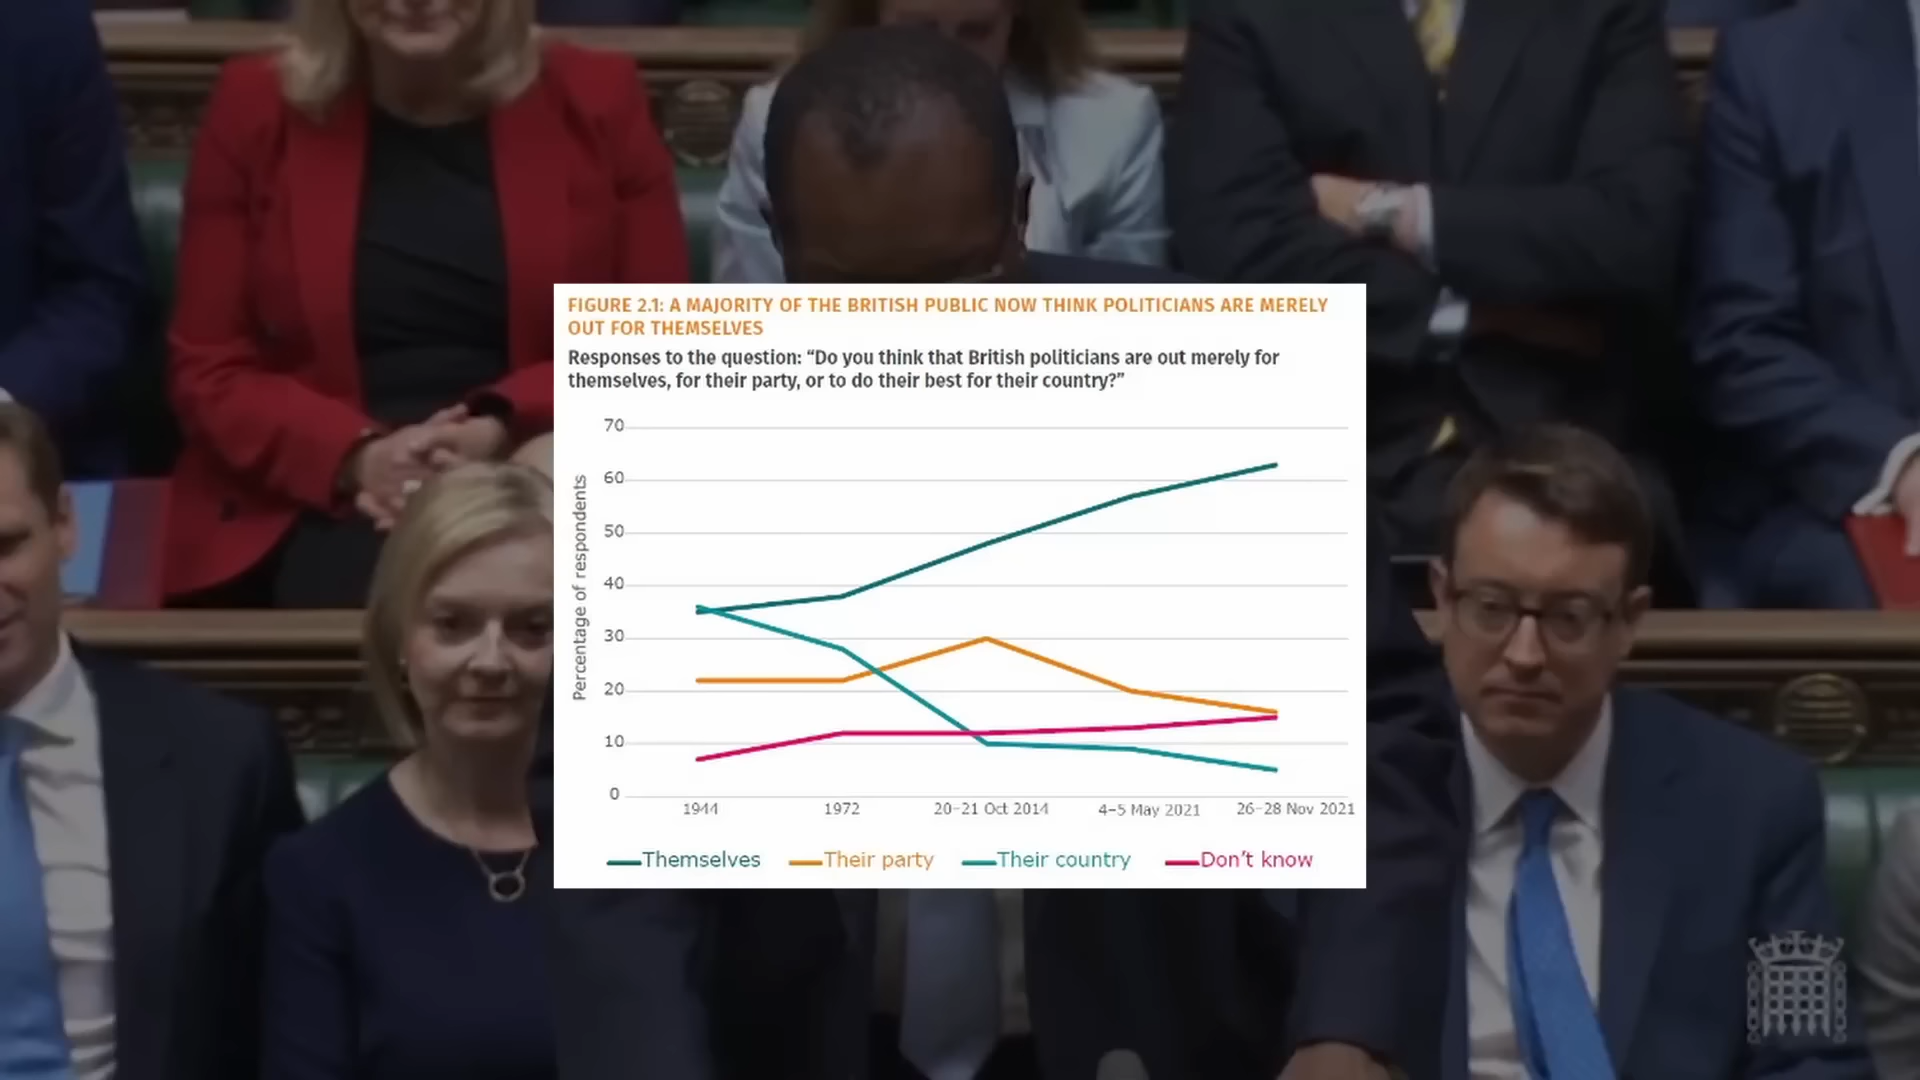 FIGURE 2.1: A MAJORITY OF THE BRITISH PUBLIC NOW THINK POLITICIANS ARE MERELY
OUT FOR THEMSELVES
Responses to the question: “Do you think that British politicians are out merely for
themselves, for their party, or to do their best for their country?”
Percentage of respondents
70
60
50
40
30
20
10
0
1944 1972 20–21 Oct 2014 4–5 May 2021 26–28 Nov 2021
Themselves Their party Their country Don’t know